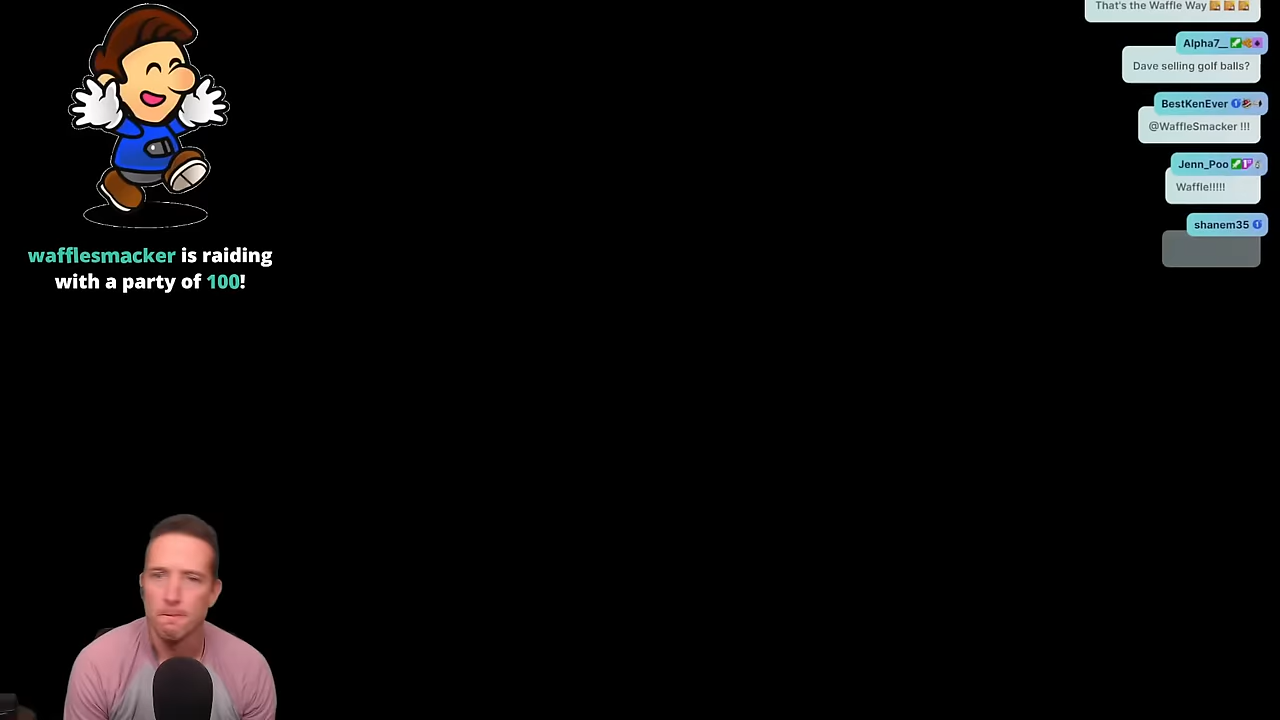 That's the Waffle Way
Alpha7__
Dave selling golf balls?
BestKenEver
@WaffleSmacker !!!
Jenn_Poo
Waffle!!!!!
shanem35
wafflesmacker is raiding
with a party of 100!